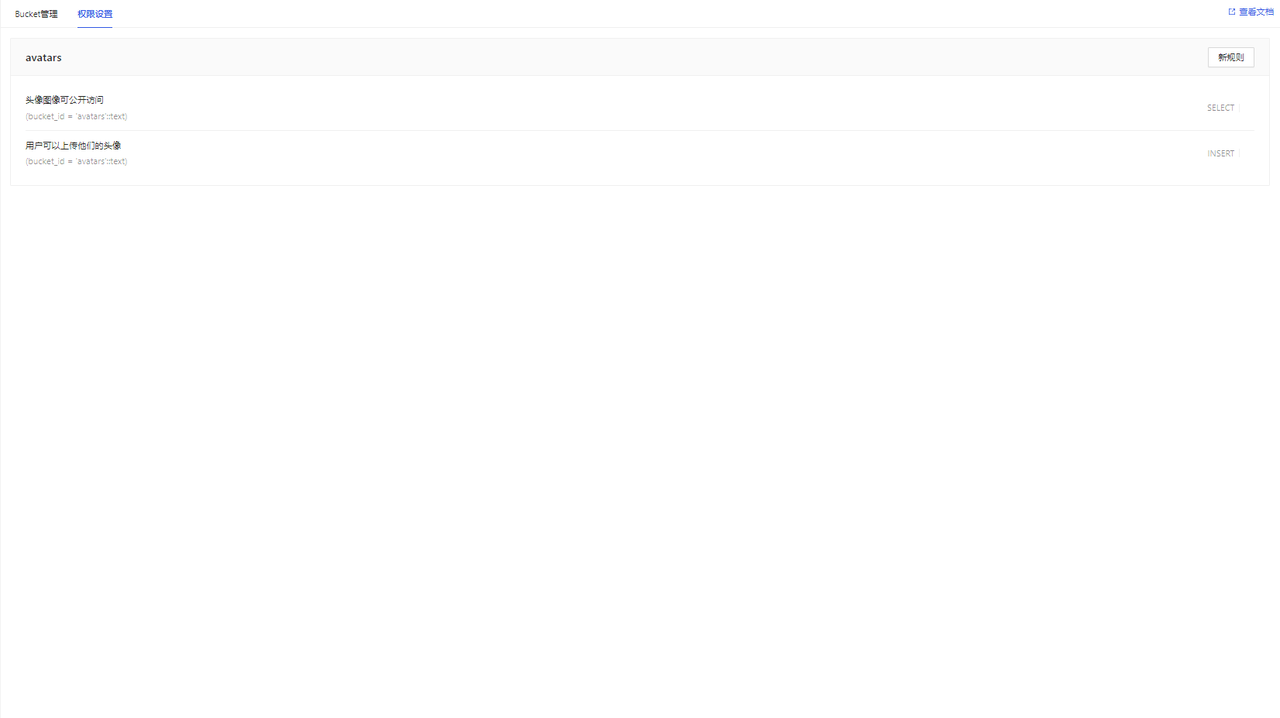 Bucket管理 权限设置 查看文档
avatars 新规则
头像图像可公开访问
(bucket_id = 'avatars'::text) SELECT
用户可以上传他们的头像
(bucket_id = 'avatars'::text) INSERT